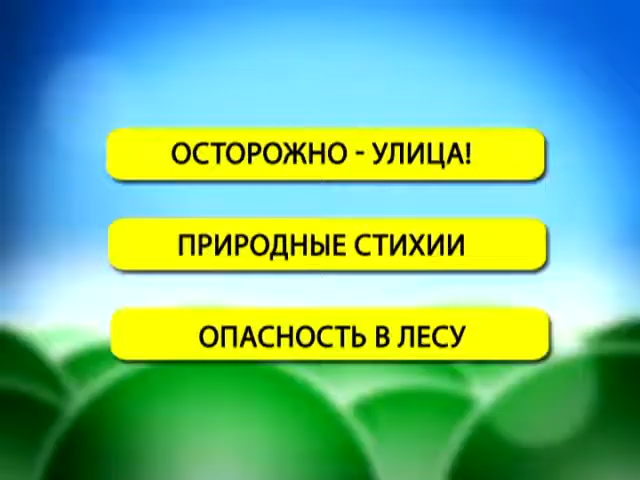 ОСТОРОЖНО - УЛИЦА!
ПРИРОДНЫЕ СТИХИИ
ОПАСНОСТЬ В ЛЕСУ